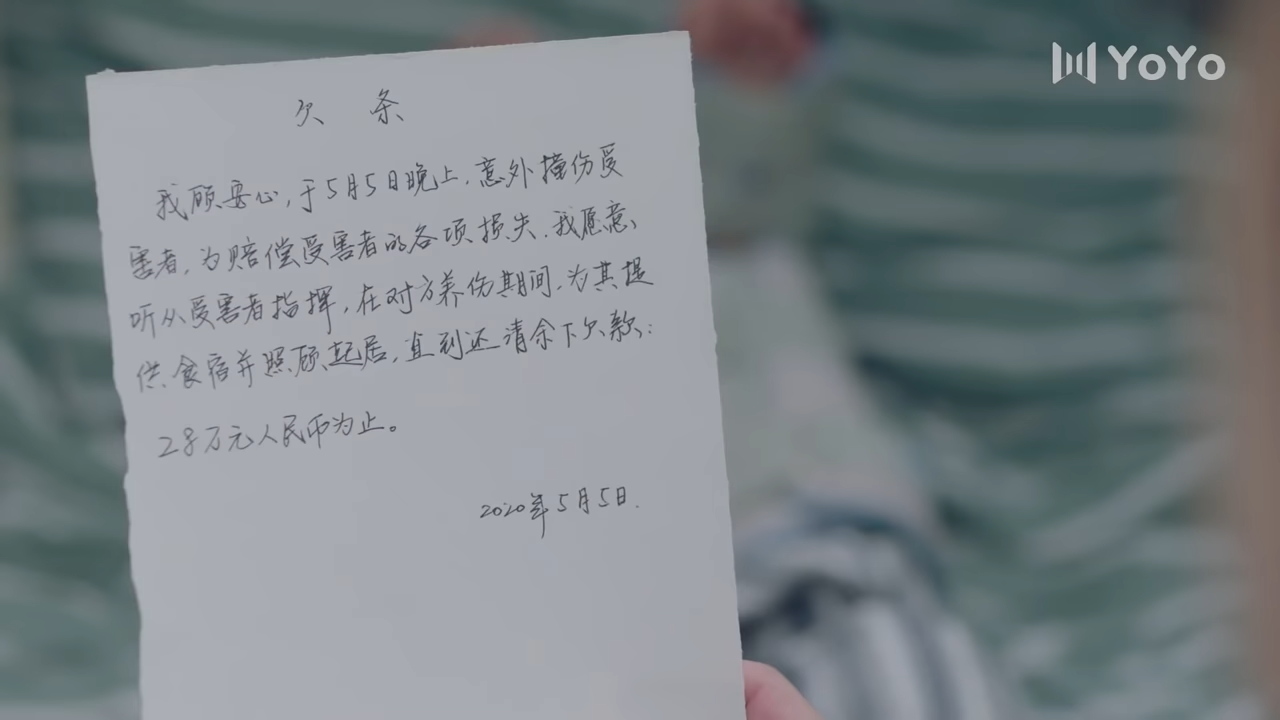 YoYo
欠条
我顾安心,于5月5日晚上,意外撞伤受
害者,为赔偿受害者的各项损失.我愿意
听从受害者指挥,在对方养伤期间,为其提
供食宿并照顾起居,直到还清余下欠款:
28万元人民币为止。
2020年5月5日.